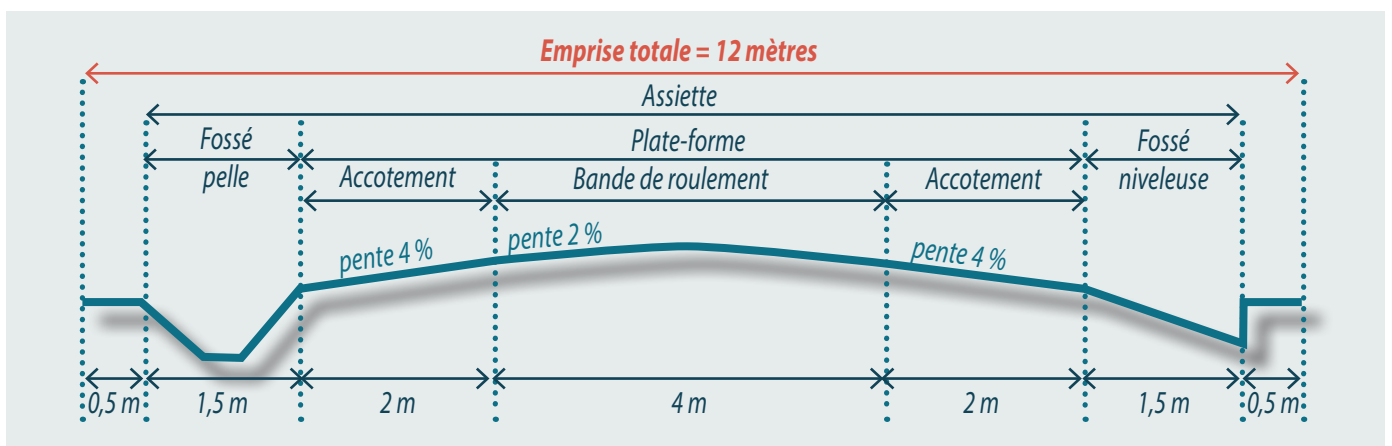 Emprise totale = 12 mètres
Assiette
Fossé pelle
Plate-forme
Fossé niveleuse
Accotement
Bande de roulement
Accotement
pente 4 %
pente 2 %
pente 4 %
0,5 m
1,5 m
2 m
4 m
2 m
1,5 m
0,5 m